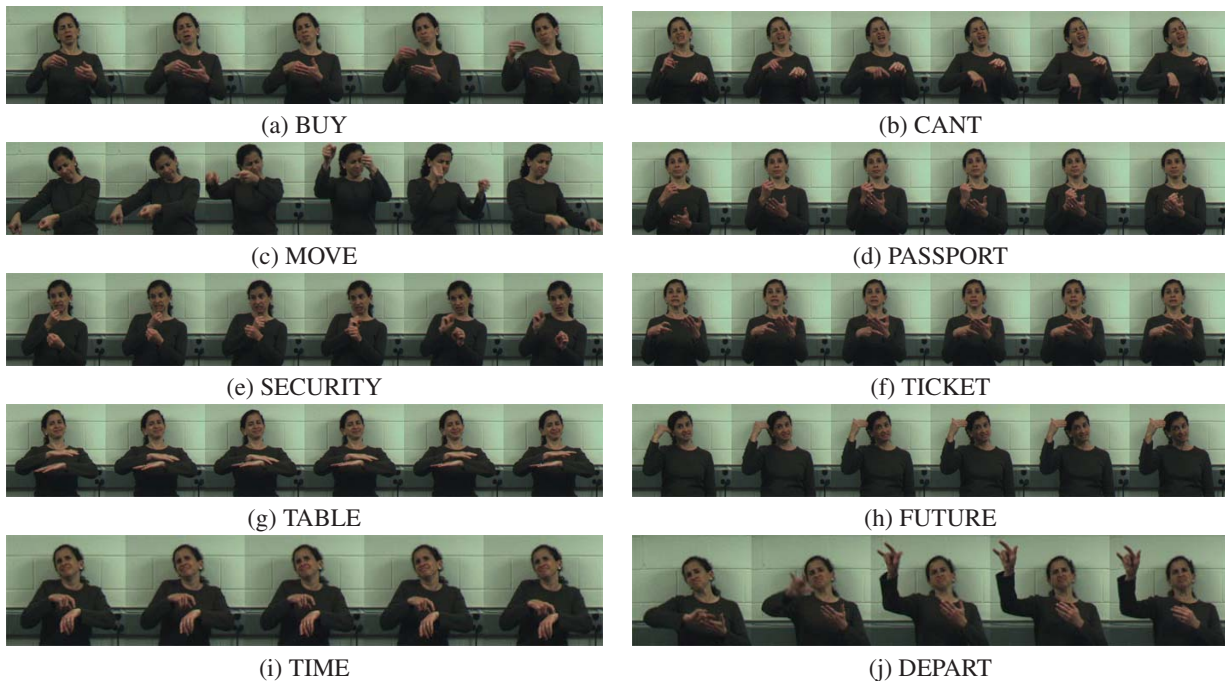 (a) BUY
(b) CANT
(c) MOVE
(d) PASSPORT
(e) SECURITY
(f) TICKET
(g) TABLE
(h) FUTURE
(i) TIME
(j) DEPART